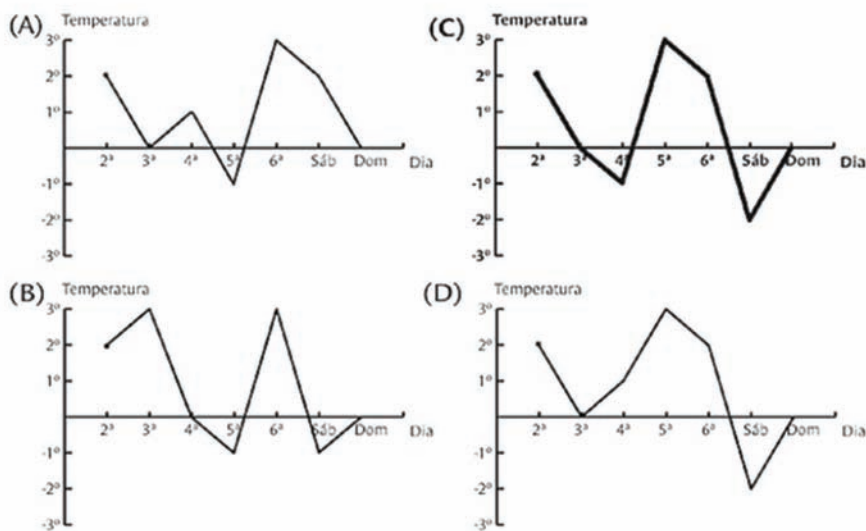 (A) Temperatura
3º
2º
1º
2ª 3ª 4ª 5ª 6ª Sáb Dom Dia
-1º
-2º
-3º
(C) Temperatura
3º
2º
1º
2ª 3ª 4ª 5ª 6ª Sáb Dom Dia
-1º
-2º
-3º
(B) Temperatura
3º
2º
1º
2ª 3ª 4ª 5ª 6ª Sáb Dom Dia
-1º
-2º
-3º
(D) Temperatura
3º
2º
1º
2ª 3ª 4ª 5ª 6ª Sáb Dom Dia
-1º
-2º
-3º